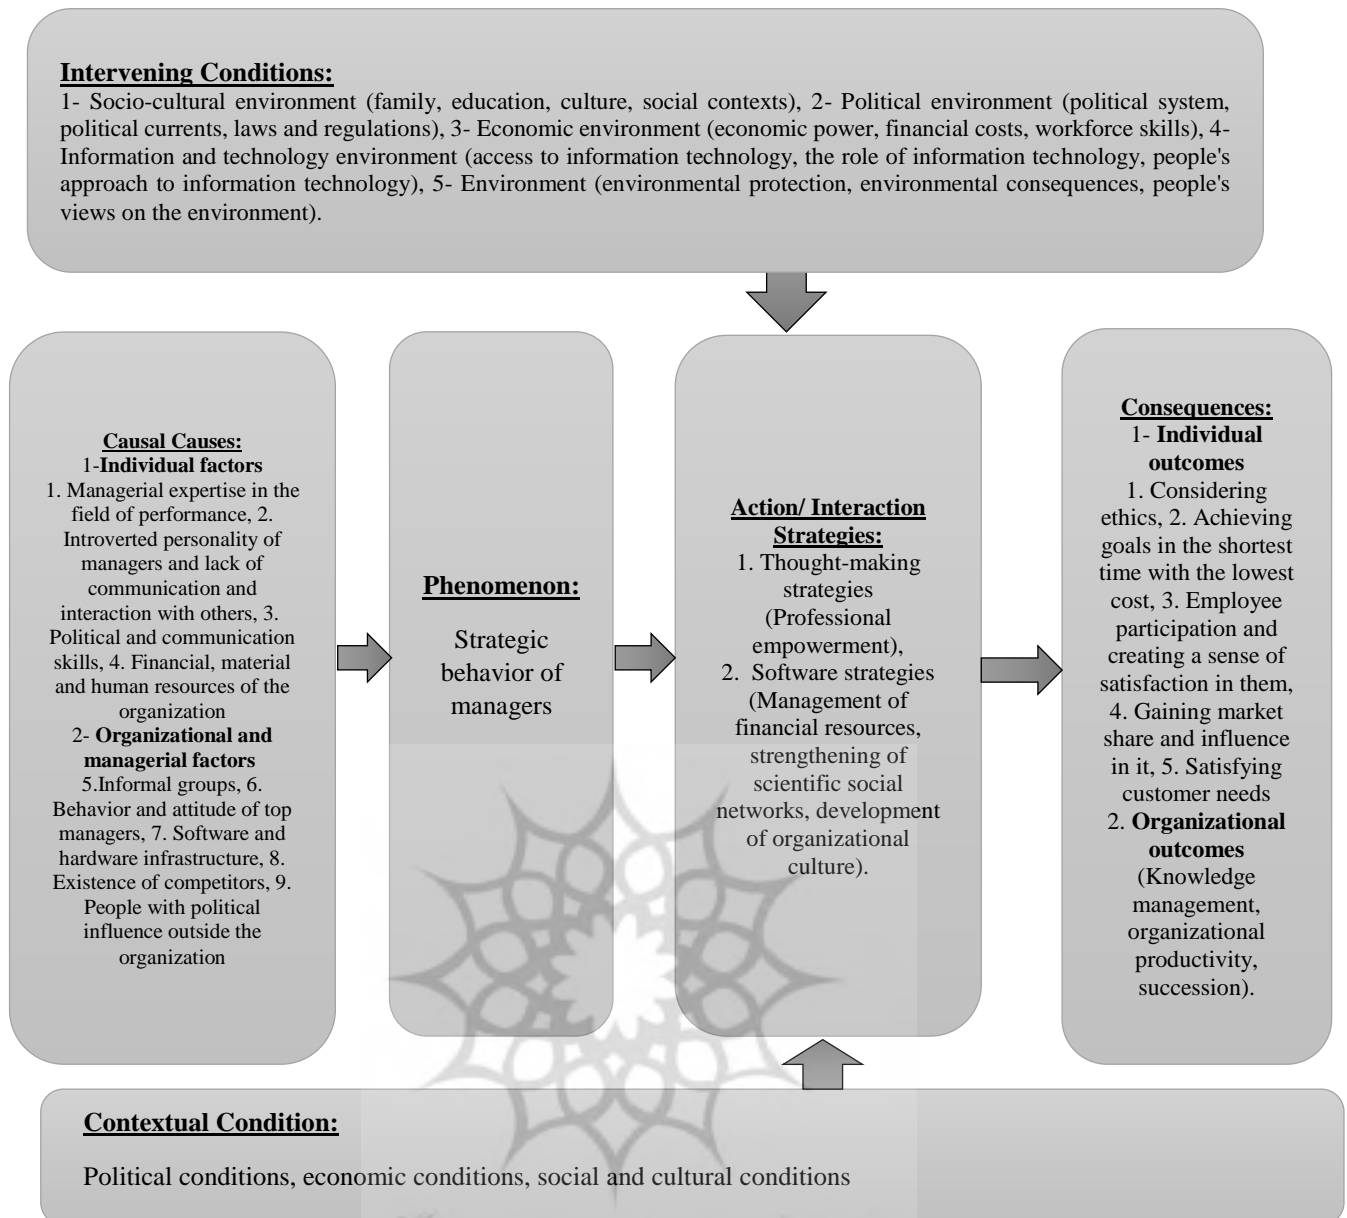 Intervening Conditions:
1- Socio-cultural environment (family, education, culture, social contexts), 2- Political environment (political system,
political currents, laws and regulations), 3- Economic environment (economic power, financial costs, workforce skills), 4-
Information and technology environment (access to information technology, the role of information technology, people's
approach to information technology), 5- Environment (environmental protection, environmental consequences, people's
views on the environment).
Causal Causes:
1-Individual factors
1. Managerial expertise in the
field of performance, 2.
Introverted personality of
managers and lack of
communication and
interaction with others, 3.
Political and communication
skills, 4. Financial, material
and human resources of the
organization
2- Organizational and
managerial factors
5.Informal groups, 6.
Behavior and attitude of top
managers, 7. Software and
hardware infrastructure, 8.
Existence of competitors, 9.
People with political
influence outside the
organization
Phenomenon:
Strategic
behavior of
managers
Action/ Interaction
Strategies:
1. Thought-making
strategies
(Professional
empowerment),
2. Software strategies
(Management of
financial resources,
strengthening of
scientific social
networks, development
of organizational
culture).
Consequences:
1- Individual
outcomes
1. Considering
ethics, 2. Achieving
goals in the shortest
time with the lowest
cost, 3. Employee
participation and
creating a sense of
satisfaction in them,
4. Gaining market
share and influence
in it, 5. Satisfying
customer needs
2. Organizational
outcomes
(Knowledge
management,
organizational
productivity,
succession).
Contextual Condition:
Political conditions, economic conditions, social and cultural conditions